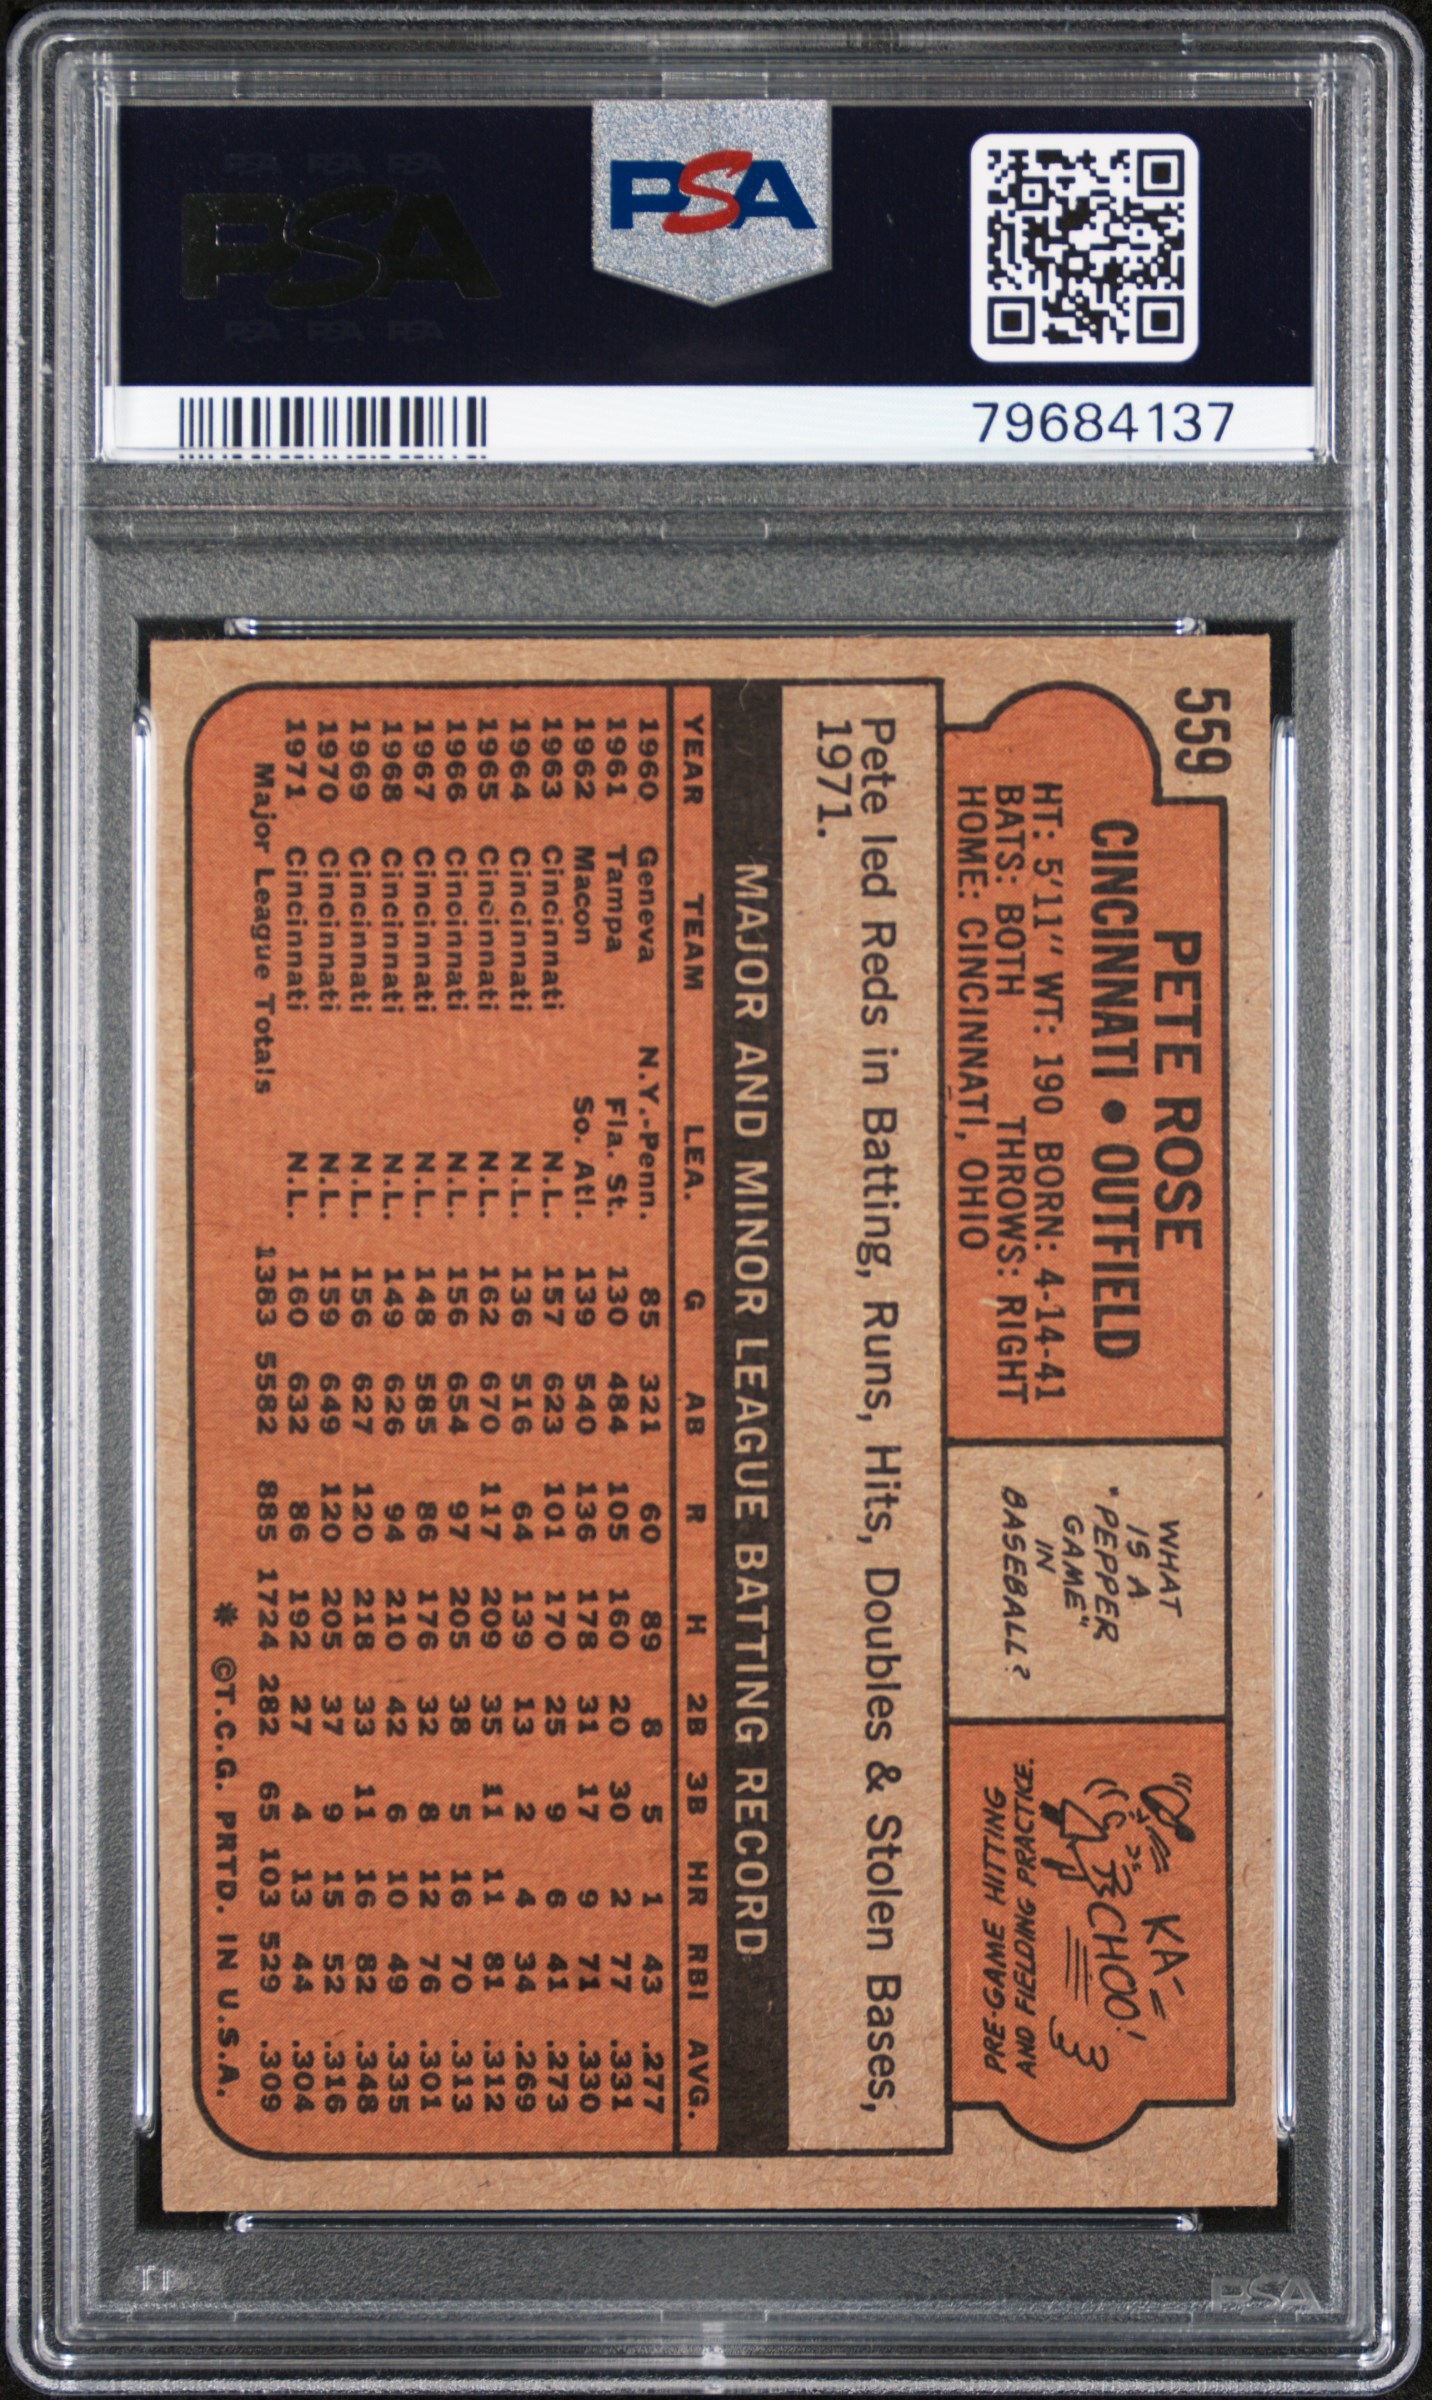 PSA PSA PSA
PSA
PSA PSA PSA
PSA
79684137
559
PETE ROSE
CINCINNATI • OUTFIELD
HT: 5'11" WT: 190 BORN: 4-14-41
BATS: BOTH THROWS: RIGHT
HOME: CINCINNATI, OHIO
WHAT
IS A
"PEPPER
GAME"
IN
BASEBALL?
KA-
CHOO!
PRE-GAME HITTING
AND FIELDING PRACTICE.
Pete led Reds in Batting, Runs, Hits, Doubles & Stolen Bases,
1971.
MAJOR AND MINOR LEAGUE BATTING RECORD
YEAR TEAM LEA. G AB R H 2B 3B HR RBI AVG.
1960 Geneva N.Y.-Penn. 85 321 60 89 8 5 1 43 .277
1961 Tampa Fla. St. 130 484 105 160 20 30 2 77 .331
1962 Macon So. Atl. 139 540 136 178 31 17 9 71 .330
1963 Cincinnati N.L. 157 623 101 170 25 9 6 41 .273
1964 Cincinnati N.L. 136 516 64 139 13 2 4 34 .269
1965 Cincinnati N.L. 162 670 117 209 35 11 11 81 .312
1966 Cincinnati N.L. 156 654 97 205 38 5 16 70 .313
1967 Cincinnati N.L. 148 585 86 176 32 8 12 76 .301
1968 Cincinnati N.L. 149 626 94 210 42 6 10 49 .335
1969 Cincinnati N.L. 156 627 120 218 33 11 16 82 .348
1970 Cincinnati N.L. 159 649 120 205 37 9 15 52 .316
1971 Cincinnati N.L. 160 632 86 192 27 4 13 44 .304
Major League Totals 1383 5582 885 1724 282 65 103 529 .309
* ©T.C.G. PRTD. IN U.S.A.
PSA